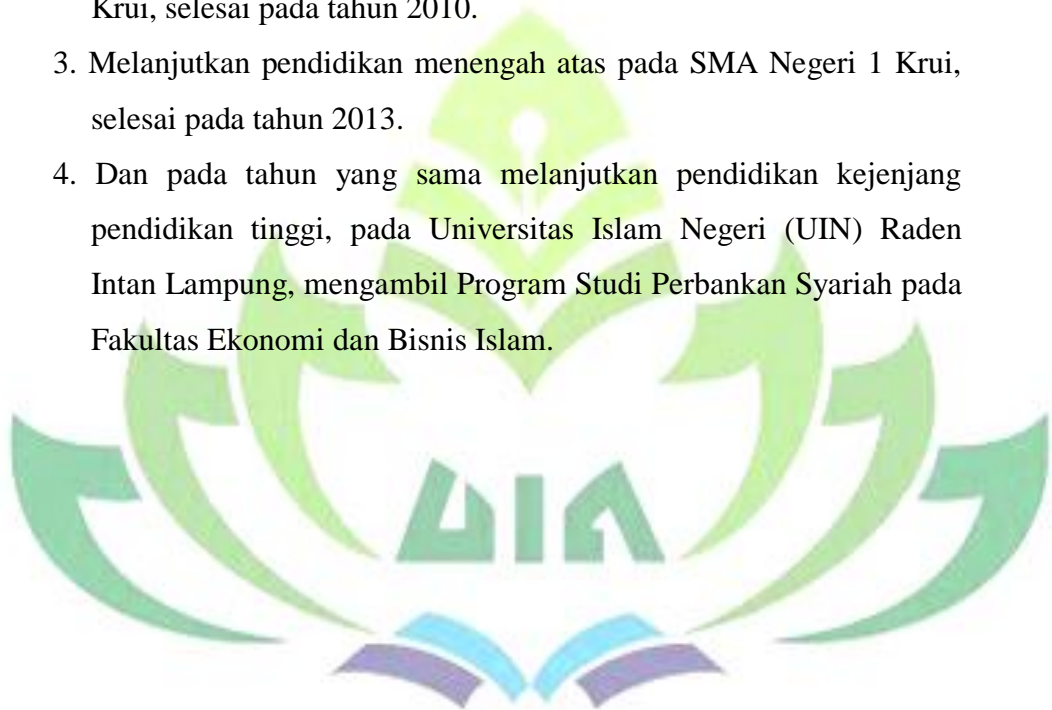 Krui, selesai pada tahun 2010.
3. Melanjutkan pendidikan menengah atas pada SMA Negeri 1 Krui,
selesai pada tahun 2013.
4. Dan pada tahun yang sama melanjutkan pendidikan kejenjang
pendidikan tinggi, pada Universitas Islam Negeri (UIN) Raden
Intan Lampung, mengambil Program Studi Perbankan Syariah pada
Fakultas Ekonomi dan Bisnis Islam.
UIN